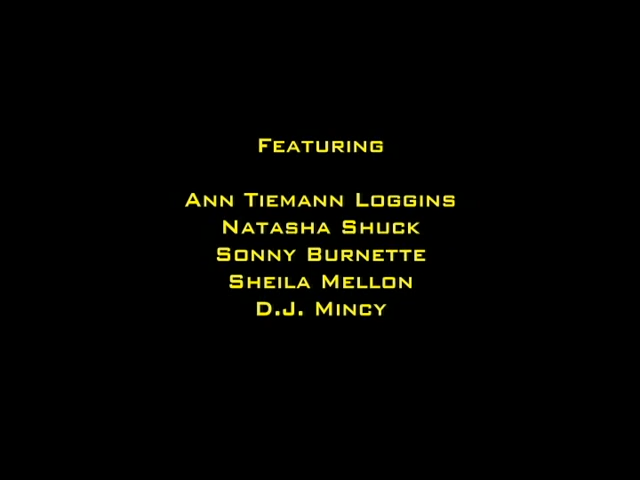 Featuring
Ann Tiemann Loggins
Natasha Shuck
Sonny Burnette
Sheila Mellon
D.J. Mincy